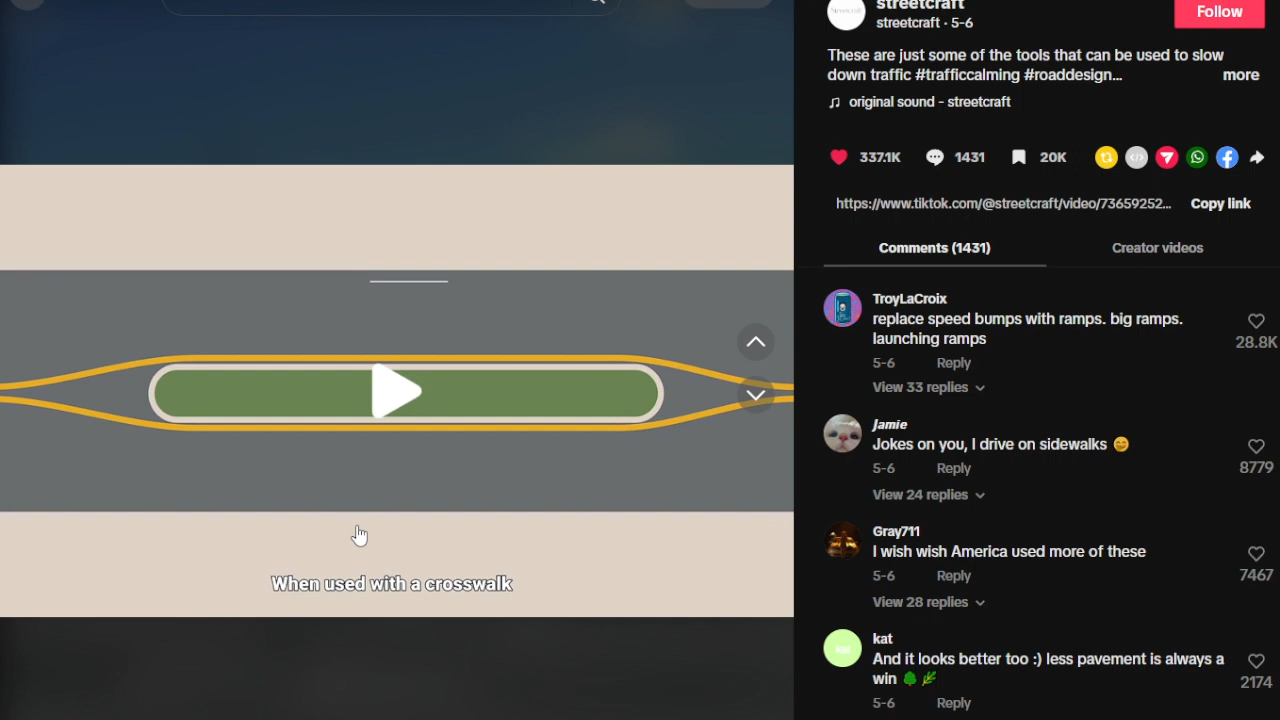 streetcraft
streetcraft · 5-6
Follow
These are just some of the tools that can be used to slow
down traffic #trafficcalming #roaddesign...
more
original sound - streetcraft
337.1K
1431
20K
https://www.tiktok.com/@streetcraft/video/73659252...
Copy link
Comments (1431)
Creator videos
TroyLaCroix
replace speed bumps with ramps. big ramps.
launching ramps
28.8K
5-6
Reply
View 33 replies
Jamie
Jokes on you, I drive on sidewalks 😊
8779
5-6
Reply
View 24 replies
Gray711
I wish wish America used more of these
7467
5-6
Reply
View 28 replies
kat
And it looks better too :) less pavement is always a
win 🌳🌿
2174
5-6
Reply
When used with a crosswalk